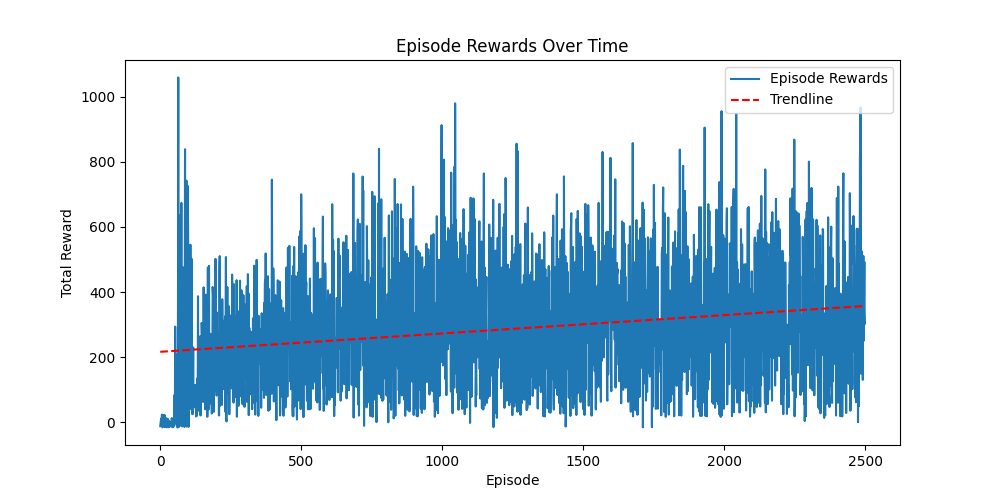 Episode Rewards Over Time
Episode Rewards
Trendline
Total Reward
1000
800
600
400
200
0
0 500 1000 1500 2000 2500
Episode